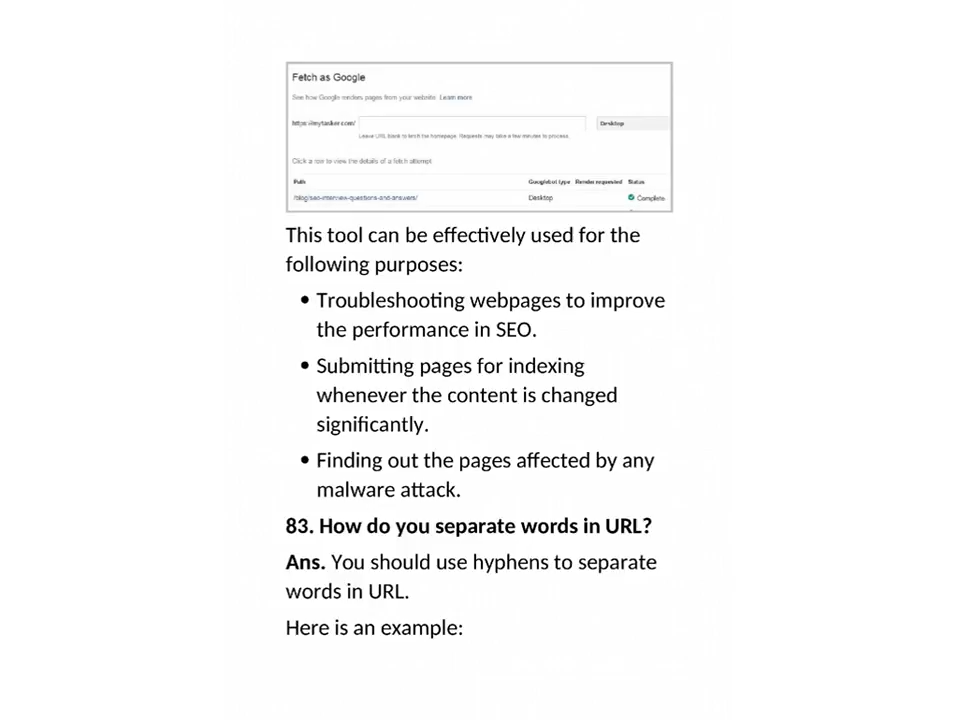 Fetch as Google
See how Google renders pages from your website. Learn more
https://mytasker.com/
Desktop
Leave URL blank to fetch the homepage. Requests may take a few minutes to process.
Click a row to view the details of a fetch attempt
Path Googlebot type Render requested Status
/blog/seo-interview-questions-and-answers/ Desktop Complete
This tool can be effectively used for the
following purposes:
• Troubleshooting webpages to improve
the performance in SEO.
• Submitting pages for indexing
whenever the content is changed
significantly.
• Finding out the pages affected by any
malware attack.
83. How do you separate words in URL?
Ans. You should use hyphens to separate
words in URL.
Here is an example: